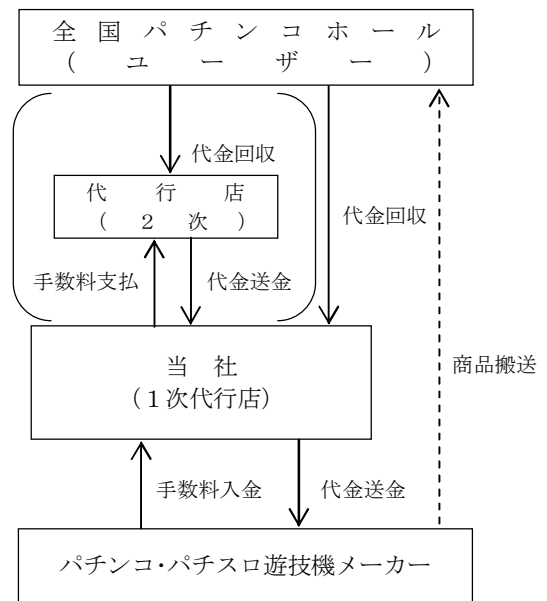 全国パチンコホール
(ユーザー)
代金回収
代行店
(2次)
代金回収
手数料支払
代金送金
当社
(1次代行店)
商品搬送
手数料入金
代金送金
パチンコ・パチスロ遊技機メーカー